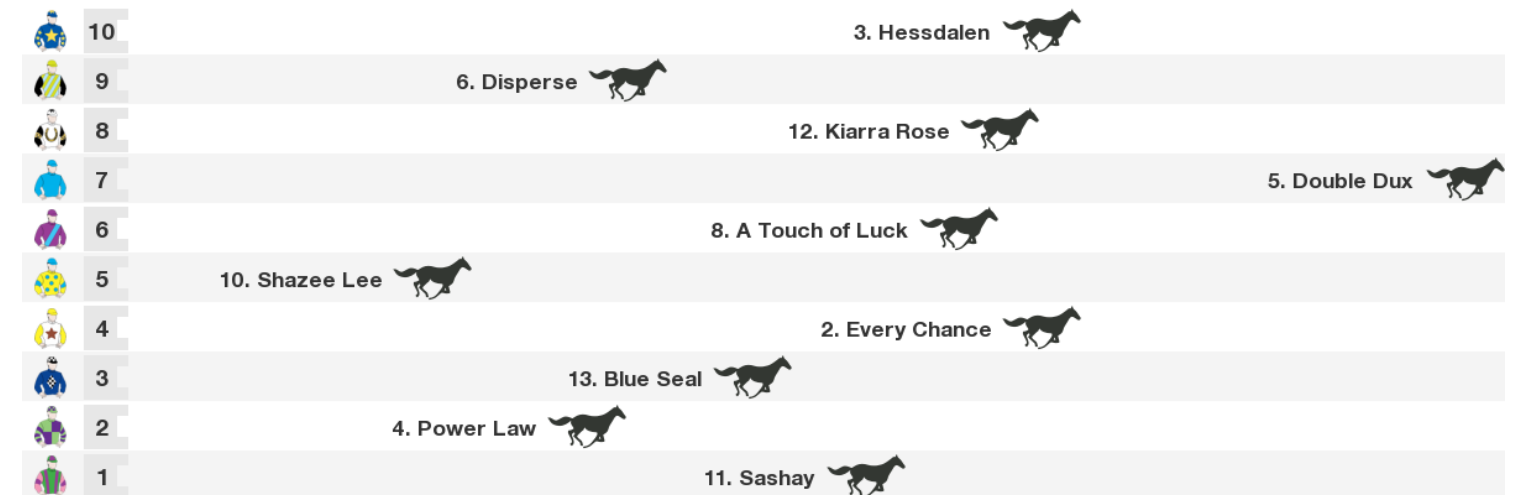 10 3. Hessdalen
9 6. Disperse
8 12. Kiarra Rose
7 5. Double Dux
6 8. A Touch of Luck
5 10. Shazee Lee
4 2. Every Chance
3 13. Blue Seal
2 4. Power Law
1 11. Sashay